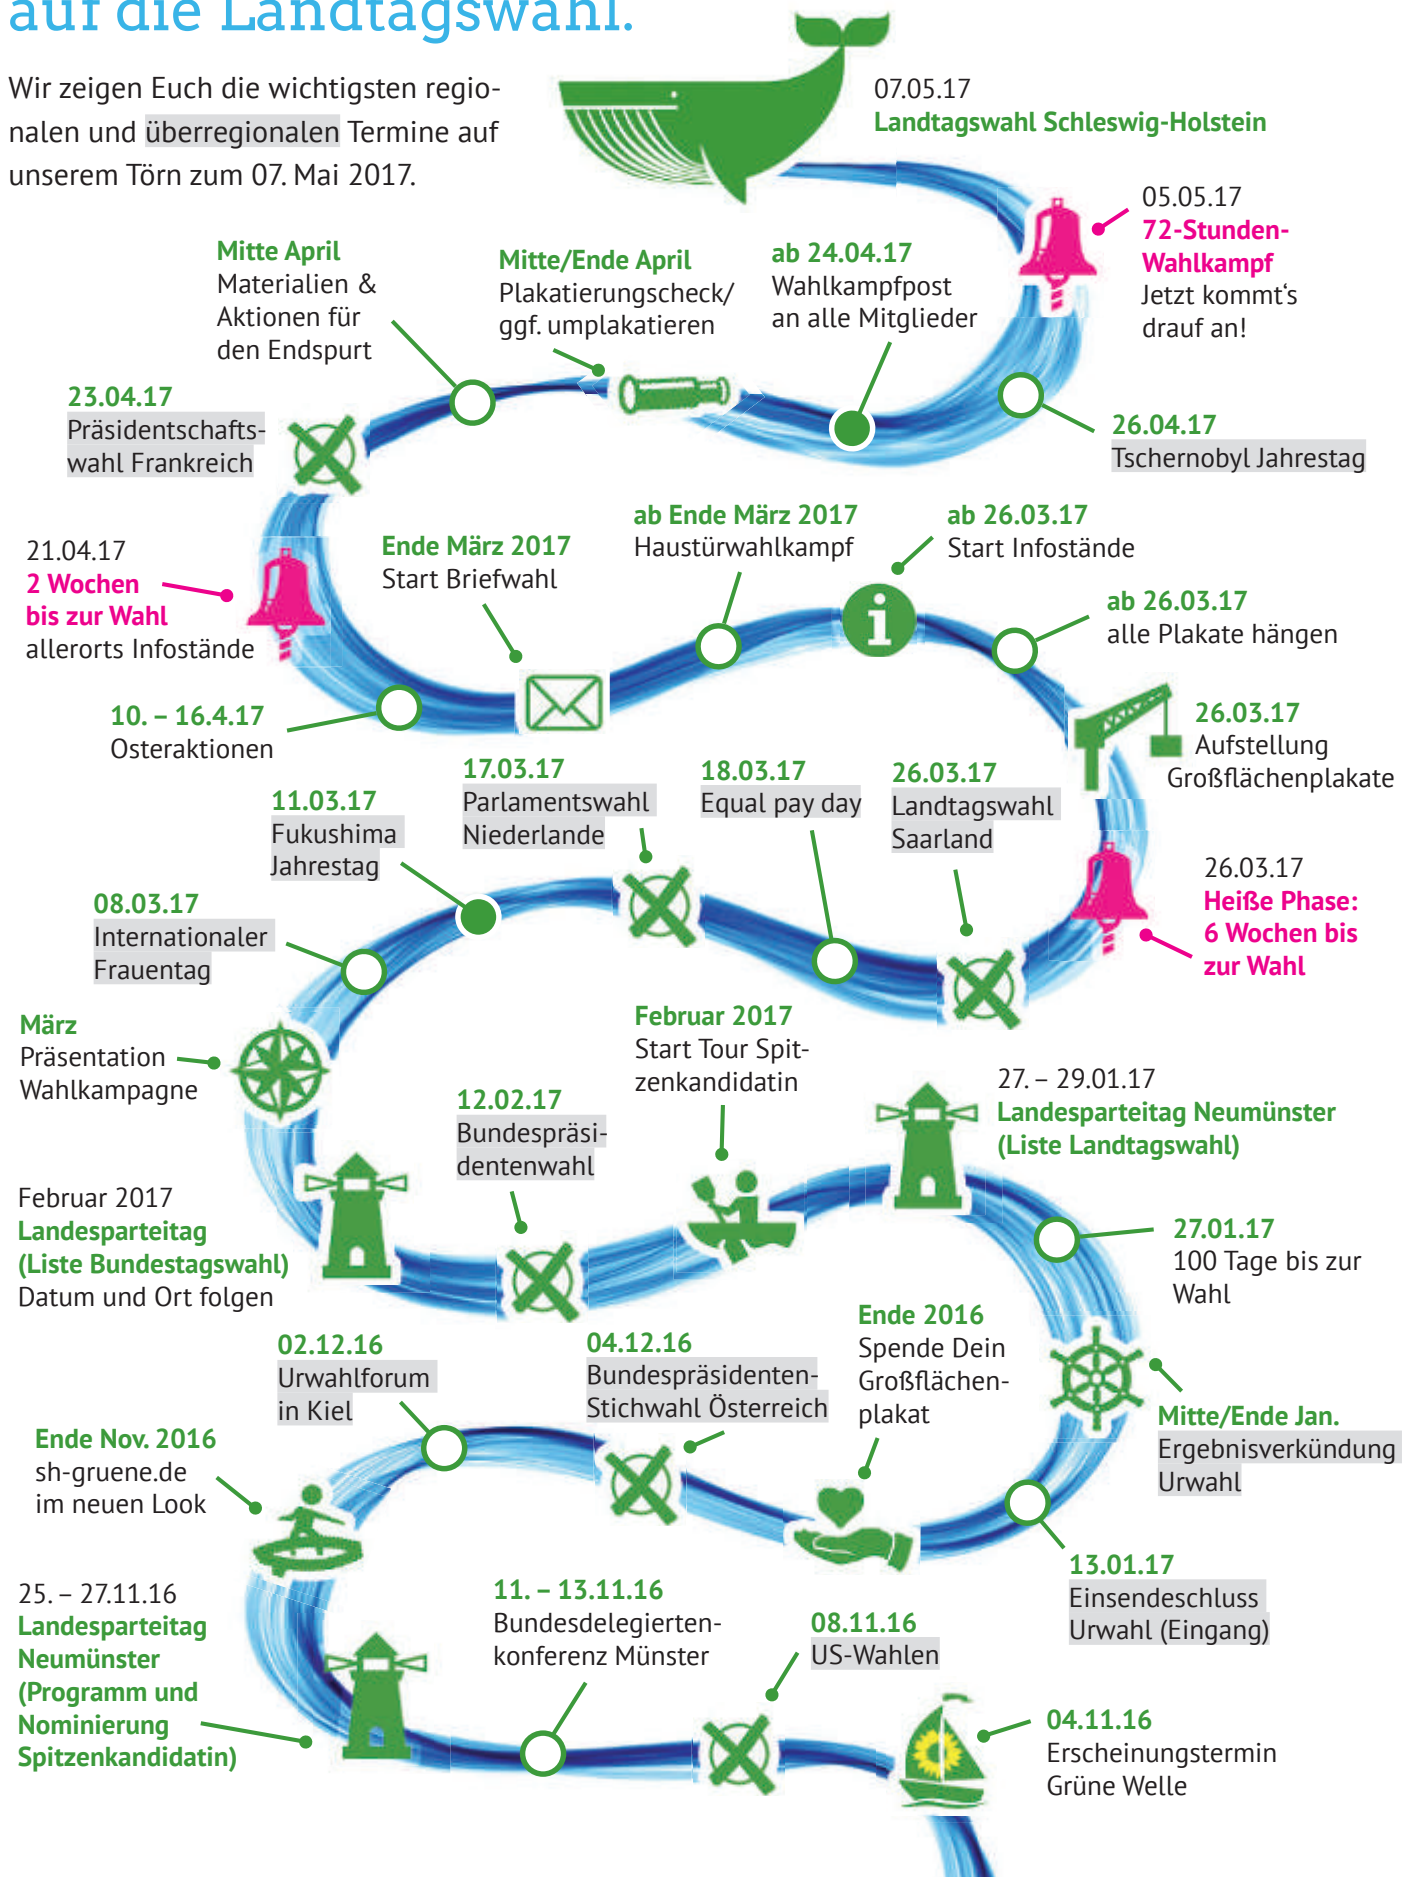 auf die Landtagswahl.
Wir zeigen Euch die wichtigsten regio-
nalen und überregionalen Termine auf
unserem Törn zum 07. Mai 2017.
07.05.17
Landtagswahl Schleswig-Holstein
05.05.17
72-Stunden-
Wahlkampf
Jetzt kommt‘s
drauf an!
Mitte April
Materialien &
Aktionen für
den Endspurt
Mitte/Ende April
Plakatierungscheck/
ggf. umplakatieren
ab 24.04.17
Wahlkampfpost
an alle Mitglieder
23.04.17
Präsidentschafts-
wahl Frankreich
26.04.17
Tschernobyl Jahrestag
21.04.17
2 Wochen
bis zur Wahl
allerorts Infostände
Ende März 2017
Start Briefwahl
ab Ende März 2017
Haustürwahlkampf
ab 26.03.17
Start Infostände
ab 26.03.17
alle Plakate hängen
10. – 16.4.17
Osteraktionen
26.03.17
Aufstellung
Großflächenplakate
11.03.17
Fukushima
Jahrestag
17.03.17
Parlamentswahl
Niederlande
18.03.17
Equal pay day
26.03.17
Landtagswahl
Saarland
26.03.17
Heiße Phase:
6 Wochen bis
zur Wahl
08.03.17
Internationaler
Frauentag
März
Präsentation
Wahlkampagne
Februar 2017
Start Tour Spit-
zenkandidatin
12.02.17
Bundespräsi-
dentenwahl
27. – 29.01.17
Landesparteitag Neumünster
(Liste Landtagswahl)
Februar 2017
Landesparteitag
(Liste Bundestagswahl)
Datum und Ort folgen
27.01.17
100 Tage bis zur
Wahl
02.12.16
Urwahlforum
in Kiel
04.12.16
Bundespräsidenten-
Stichwahl Österreich
Ende 2016
Spende Dein
Großflächen-
plakat
Mitte/Ende Jan.
Ergebnisverkündung
Urwahl
Ende Nov. 2016
sh-gruene.de
im neuen Look
13.01.17
Einsendeschluss
Urwahl (Eingang)
25. – 27.11.16
Landesparteitag
Neumünster
(Programm und
Nominierung
Spitzenkandidatin)
11. – 13.11.16
Bundesdelegierten-
konferenz Münster
08.11.16
US-Wahlen
04.11.16
Erscheinungstermin
Grüne Welle